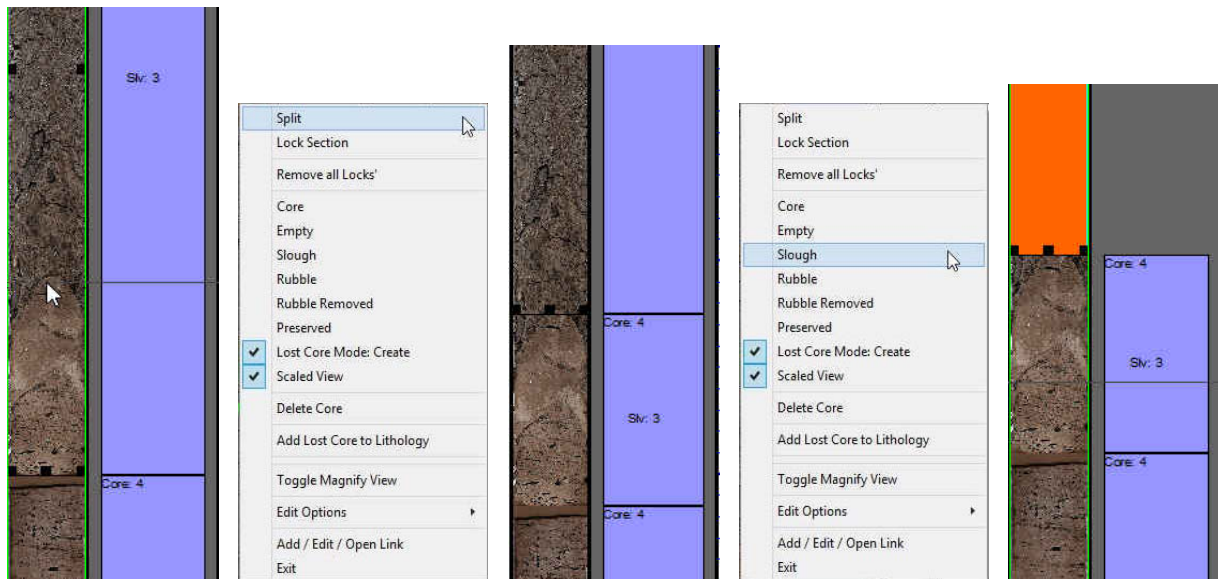 Slv: 3
Core: 4
Split
Lock Section
Remove all Locks'
Core
Empty
Slough
Rubble
Rubble Removed
Preserved
Lost Core Mode: Create
Scaled View
Delete Core
Add Lost Core to Lithology
Toggle Magnify View
Edit Options
Add / Edit / Open Link
Exit
Core: 4
Slv: 3
Core: 4
Split
Lock Section
Remove all Locks'
Core
Empty
Slough
Rubble
Rubble Removed
Preserved
Lost Core Mode: Create
Scaled View
Delete Core
Add Lost Core to Lithology
Toggle Magnify View
Edit Options
Add / Edit / Open Link
Exit
Core: 4
Slv: 3
Core: 4